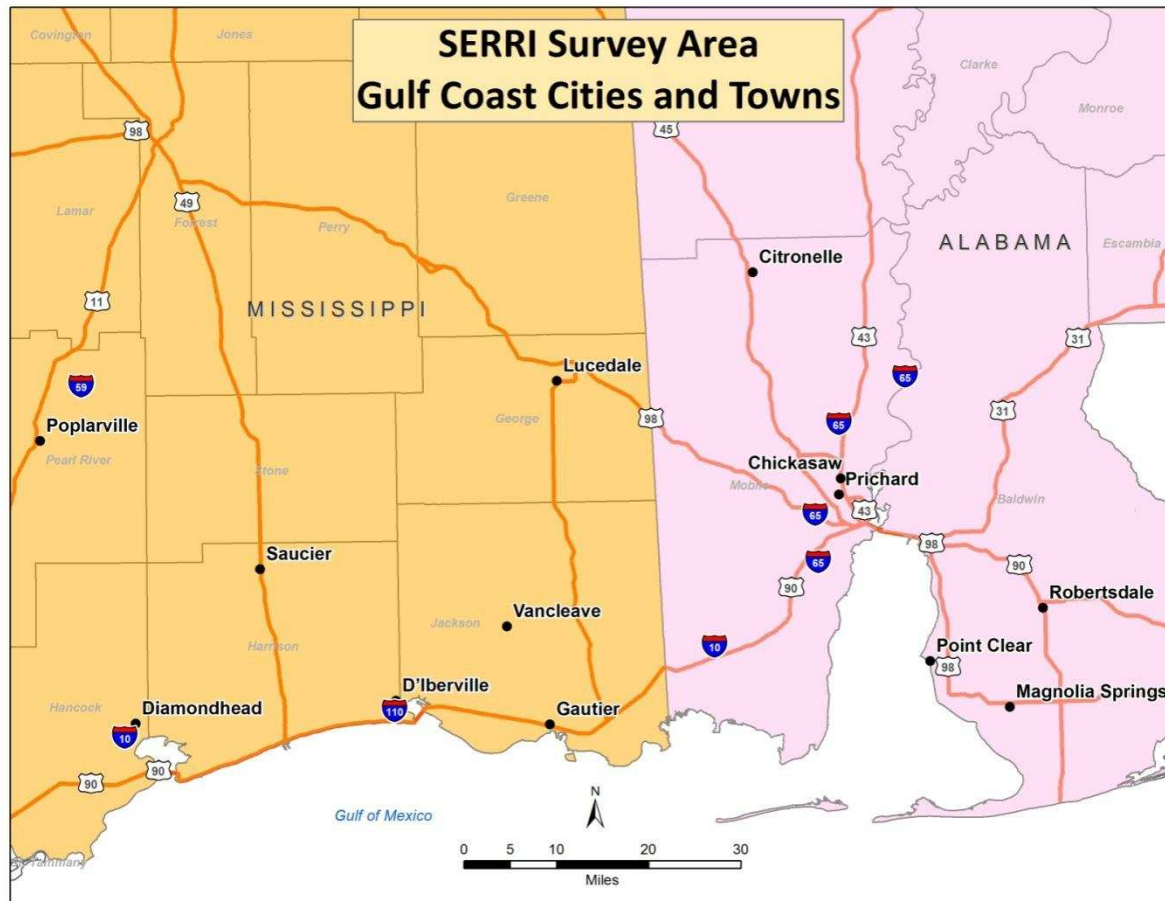 SERRI Survey Area
Gulf Coast Cities and Towns
Covington
Jones
Clarke
Monroe
98
45
49
Lamar
Forrest
Perry
Greene
ALABAMA
Escambia
Citronelle
11
MISSISSIPPI
43
31
65
59
Lucedale
31
98
65
George
Poplarville
Pearl River
Chickasaw
Stone
Mobile
Prichard
Baldwin
65
43
98
Saucier
65
90
90
Robertsdale
Vancleave
Jackson
Harrison
10
Point Clear
98
D'Iberville
Magnolia Springs
Hancock
Diamondhead
110
Gautier
10
90
90
Gulf of Mexico
N
0 5 10 20 30
Miles
Tammany